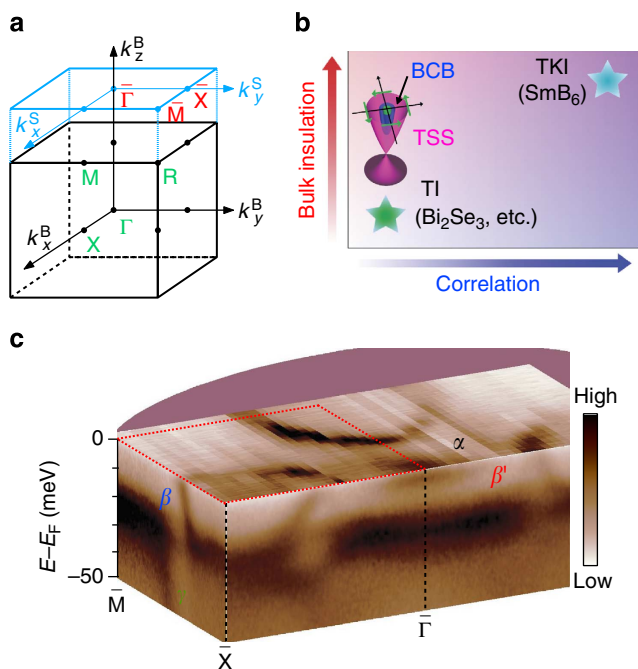 a
k_z^B
Γ̄
X̄
k_y^S
k_x^S
M̄
M
R
k_x^B
Γ
k_y^B
X
b
BCB
TKI
(SmB₆)
TSS
TI
(Bi₂Se₃, etc.)
Bulk insulation
Correlation
c
High
0
α
β
β'
E–E_F (meV)
–50
Low
M̄
X̄
Γ̄